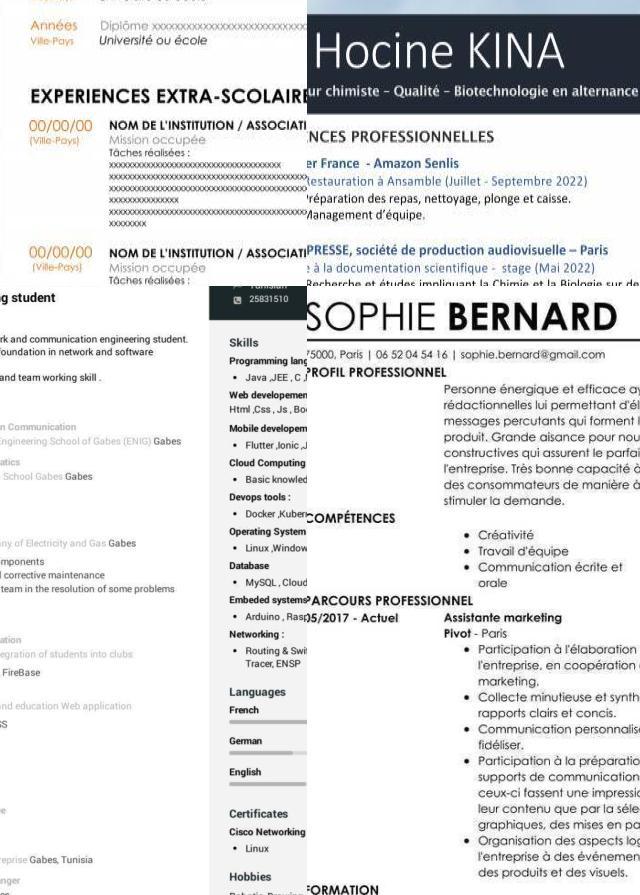 Années Diplôme xxxxxxxxxxxxxxxxxxxxxxxxxxx
Ville-Pays Université ou école
EXPERIENCES EXTRA-SCOLAIRE
00/00/00 NOM DE L'INSTITUTION / ASSOCIATI
(Ville-Pays) Mission occupée
Tâches réalisées :
xxxxxxxxxxxxxxxxxxxxxxxxxxxxxxxxxxx
xxxxxxxxxxxxxxxxxxxxxxxxxxxxxxxxxxxxxxxx
xxxxxxxxxxxxxxxxxxxxxxxxxxxxxxxxxxxxxxxx
xxxxxxxxxxxxxx
xxxxxxxxxxxxxxxxxxxxxxxxxxxxxxxxxxxxxxxx
xxxxxxx
00/00/00 NOM DE L'INSTITUTION / ASSOCIATI
(Ville-Pays) Mission occupée
Tâches réalisées :
Hocine KINA
ur chimiste - Qualité - Biotechnologie en alternance
NCES PROFESSIONNELLES
er France - Amazon Senlis
Restauration à Ansamble (Juillet - Septembre 2022)
Préparation des repas, nettoyage, plonge et caisse.
Management d'équipe.
PRESSE, société de production audiovisuelle – Paris
e à la documentation scientifique - stage (Mai 2022)
Recherche et études impliquant la Chimie et la Biologie sur de
ng student
rk and communication engineering student.
foundation in network and software
and team working skill .
n Communication
Engineering School of Gabes (ENIG) Gabes
atics
School Gabes Gabes
ny of Electricity and Gas Gabes
mponents
l corrective maintenance
team in the resolution of some problems
ation
egration of students into clubs
FireBase
nd education Web application
SS
e
reprise Gabes, Tunisia
nger
Tunisian
25831510
Skills
Programming lang
• Java ,JEE , C ,
Web developemen
Html ,Css , Js , Boo
Mobile developem
• Flutter ,Ionic ,J
Cloud Computing
• Basic knowled
Devops tools :
• Docker ,Kuber
Operating System
• Linux ,Window
Database
• MySQL , Cloud
Embeded systems
• Arduino , Rasp
Networking :
• Routing & Swit
Tracer, ENSP
Languages
French
German
English
Certificates
Cisco Networking
• Linux
Hobbies
SOPHIE BERNARD
75000, Paris | 06 52 04 54 16 | sophie.bernard@gmail.com
PROFIL PROFESSIONNEL
Personne énergique et efficace ay
rédactionnelles lui permettant d'él
messages percutants qui forment l
produit. Grande aisance pour nou
constructives qui assurent le parfai
l'entreprise. Très bonne capacité à
des consommateurs de manière à
stimuler la demande.
COMPÉTENCES
• Créativité
• Travail d'équipe
• Communication écrite et
orale
PARCOURS PROFESSIONNEL
05/2017 - Actuel Assistante marketing
Pivot - Paris
• Participation à l'élaboration
l'entreprise, en coopération
marketing.
• Collecte minutieuse et synth
rapports clairs et concis.
• Communication personnalis
fidéliser.
• Participation à la préparatio
supports de communication
ceux-ci fassent une impressio
leur contenu que par la séle
graphiques, des mises en pa
• Organisation des aspects log
l'entreprise à des événemen
des produits et des visuels.
FORMATION